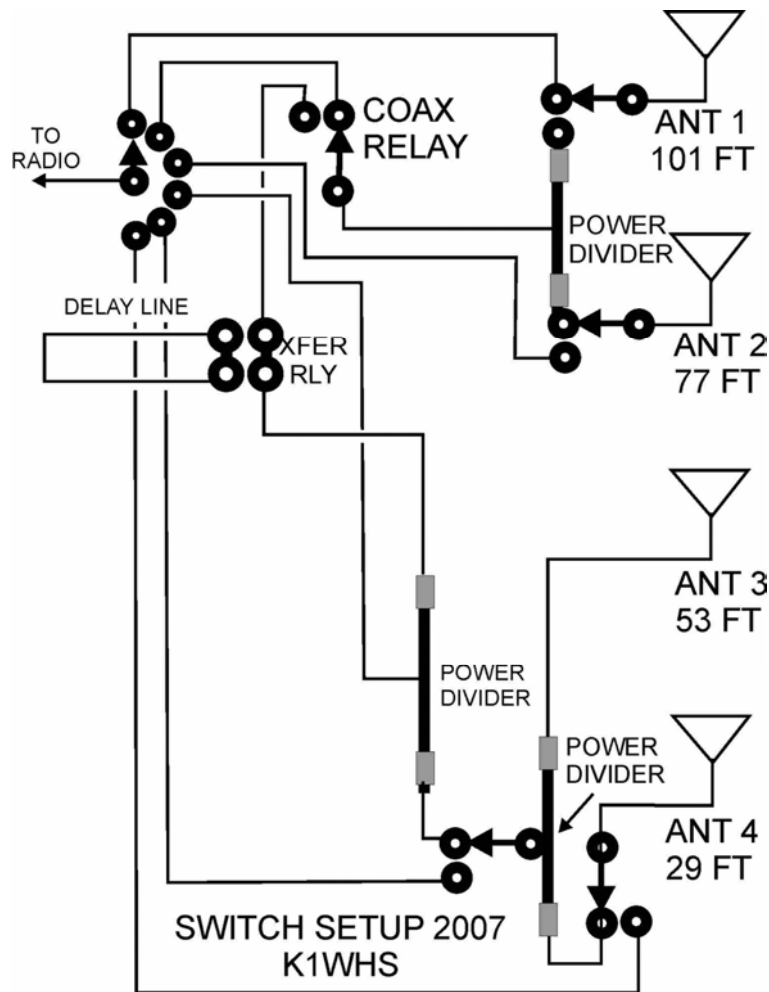 TO
RADIO
COAX
RELAY
ANT 1
101 FT
POWER
DIVIDER
DELAY LINE
XFER
RLY
ANT 2
77 FT
ANT 3
53 FT
POWER
DIVIDER
POWER
DIVIDER
ANT 4
29 FT
SWITCH SETUP 2007
K1WHS